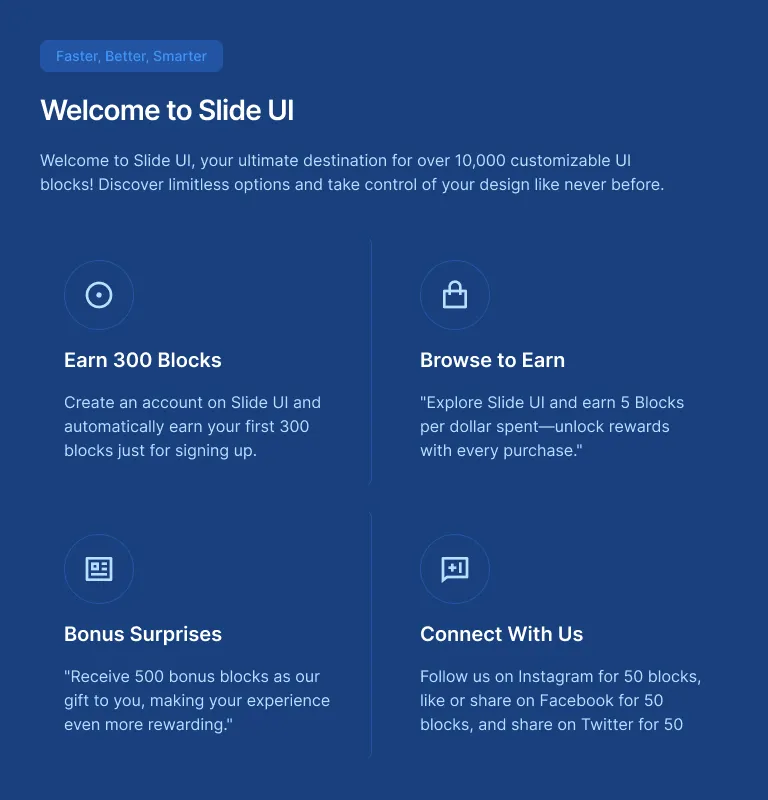 Faster, Better, Smarter
Welcome to Slide UI
Welcome to Slide UI, your ultimate destination for over 10,000 customizable UI
blocks! Discover limitless options and take control of your design like never before.
Earn 300 Blocks
Create an account on Slide UI and
automatically earn your first 300
blocks just for signing up.
Browse to Earn
"Explore Slide UI and earn 5 Blocks
per dollar spent—unlock rewards
with every purchase."
Bonus Surprises
"Receive 500 bonus blocks as our
gift to you, making your experience
even more rewarding."
Connect With Us
Follow us on Instagram for 50 blocks,
like or share on Facebook for 50
blocks, and share on Twitter for 50